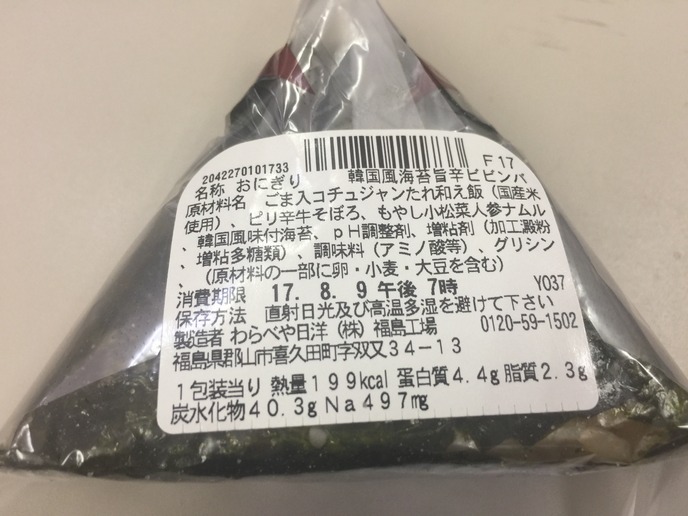 2042270101733
F17
名称 おにぎり 韓国風海苔旨辛ビビンバ
原材料名 ごま入コチュジャンたれ和え飯（国産米
使用）、ピリ辛牛そぼろ、もやし小松菜人参ナムル
、韓国風味付海苔、ｐH調整剤、増粘剤（加工澱粉
、増粘多糖類）、調味料（アミノ酸等）、グリシン
、（原材料の一部に卵・小麦・大豆を含む）
消費期限 17. 8. 9 午後 7時 Y037
保存方法 直射日光及び高温多湿を避けて下さい
製造者 わらべや日洋（株）福島工場 0120-59-1502
福島県郡山市喜久田町字双又34-13
1包装当り 熱量199kcal 蛋白質4.4g 脂質2.3g
炭水化物40.3g Na497mg